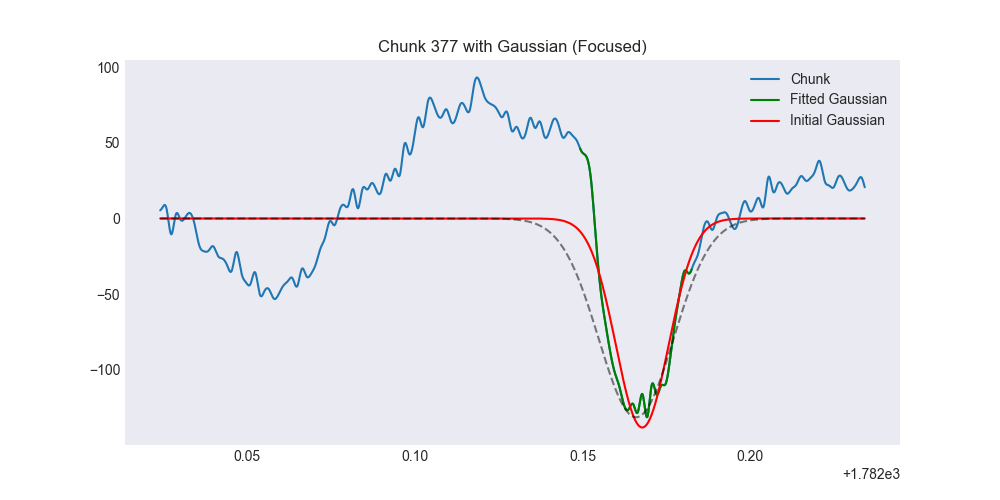 Chunk 377 with Gaussian (Focused)
100
50
0
−50
−100
Chunk
Fitted Gaussian
Initial Gaussian
0.05 0.10 0.15 0.20
+1.782e3